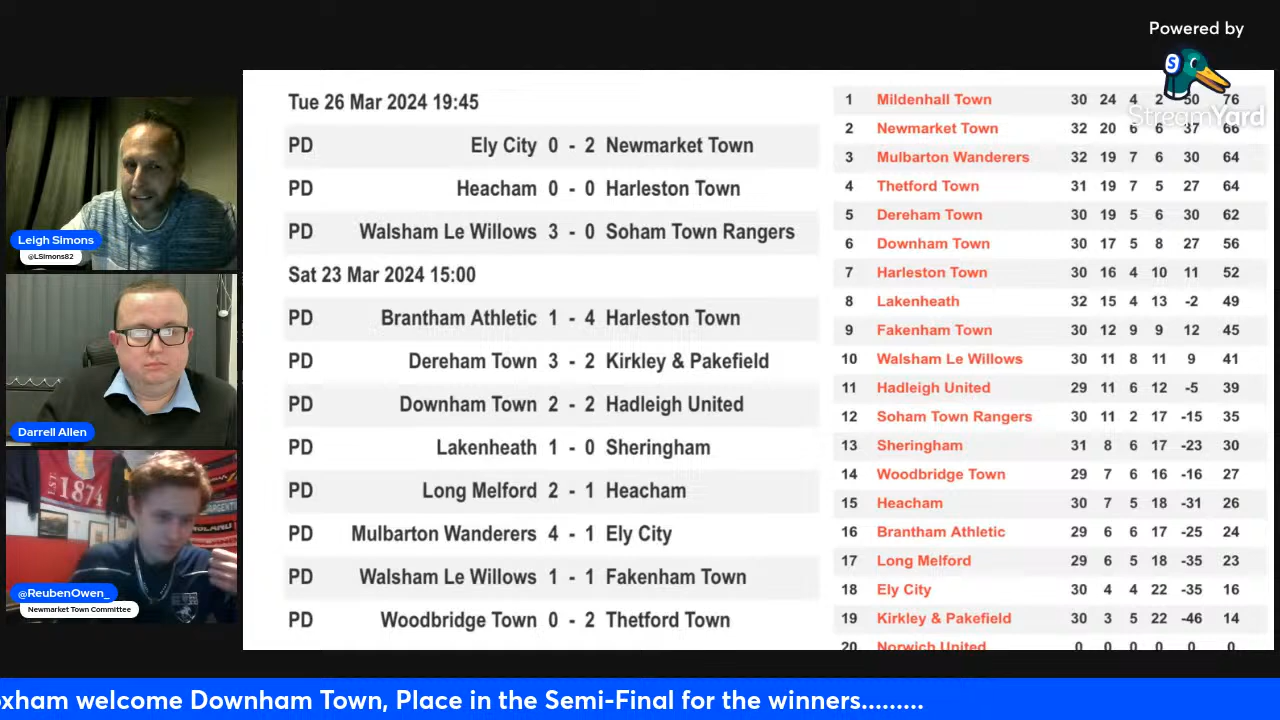 Powered by
StreamYard
Leigh Simons
@LSimons82
Darrell Allen
EST.
1874
@ReubenOwen_
Newmarket Town Committee
Tue 26 Mar 2024 19:45
PD Ely City 0 - 2 Newmarket Town
PD Heacham 0 - 0 Harleston Town
PD Walsham Le Willows 3 - 0 Soham Town Rangers
Sat 23 Mar 2024 15:00
PD Brantham Athletic 1 - 4 Harleston Town
PD Dereham Town 3 - 2 Kirkley & Pakefield
PD Downham Town 2 - 2 Hadleigh United
PD Lakenheath 1 - 0 Sheringham
PD Long Melford 2 - 1 Heacham
PD Mulbarton Wanderers 4 - 1 Ely City
PD Walsham Le Willows 1 - 1 Fakenham Town
PD Woodbridge Town 0 - 2 Thetford Town
1 Mildenhall Town 30 24 4 2 50 76
2 Newmarket Town 32 20 6 6 37 66
3 Mulbarton Wanderers 32 19 7 6 30 64
4 Thetford Town 31 19 7 5 27 64
5 Dereham Town 30 19 5 6 30 62
6 Downham Town 30 17 5 8 27 56
7 Harleston Town 30 16 4 10 11 52
8 Lakenheath 32 15 4 13 -2 49
9 Fakenham Town 30 12 9 9 12 45
10 Walsham Le Willows 30 11 8 11 9 41
11 Hadleigh United 29 11 6 12 -5 39
12 Soham Town Rangers 30 11 2 17 -15 35
13 Sheringham 31 8 6 17 -23 30
14 Woodbridge Town 29 7 6 16 -16 27
15 Heacham 30 7 5 18 -31 26
16 Brantham Athletic 29 6 6 17 -25 24
17 Long Melford 29 6 5 18 -35 23
18 Ely City 30 4 4 22 -35 16
19 Kirkley & Pakefield 30 3 5 22 -46 14
20 Norwich United 0 0 0 0 0 0
oxham welcome Downham Town, Place in the Semi-Final for the winners.........